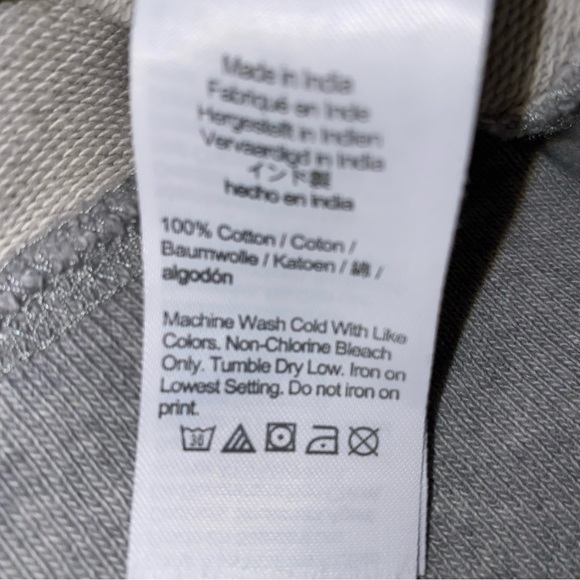 Made in India
Fabriqué en Inde
Hergestellt in Indien
Vervaardigd in India
インド製
hecho en India
100% Cotton / Coton /
Baumwolle / Katoen / 綿 /
algodón
Machine Wash Cold With Like
Colors. Non-Chlorine Bleach
Only. Tumble Dry Low. Iron on
Lowest Setting. Do not iron on
print.
30